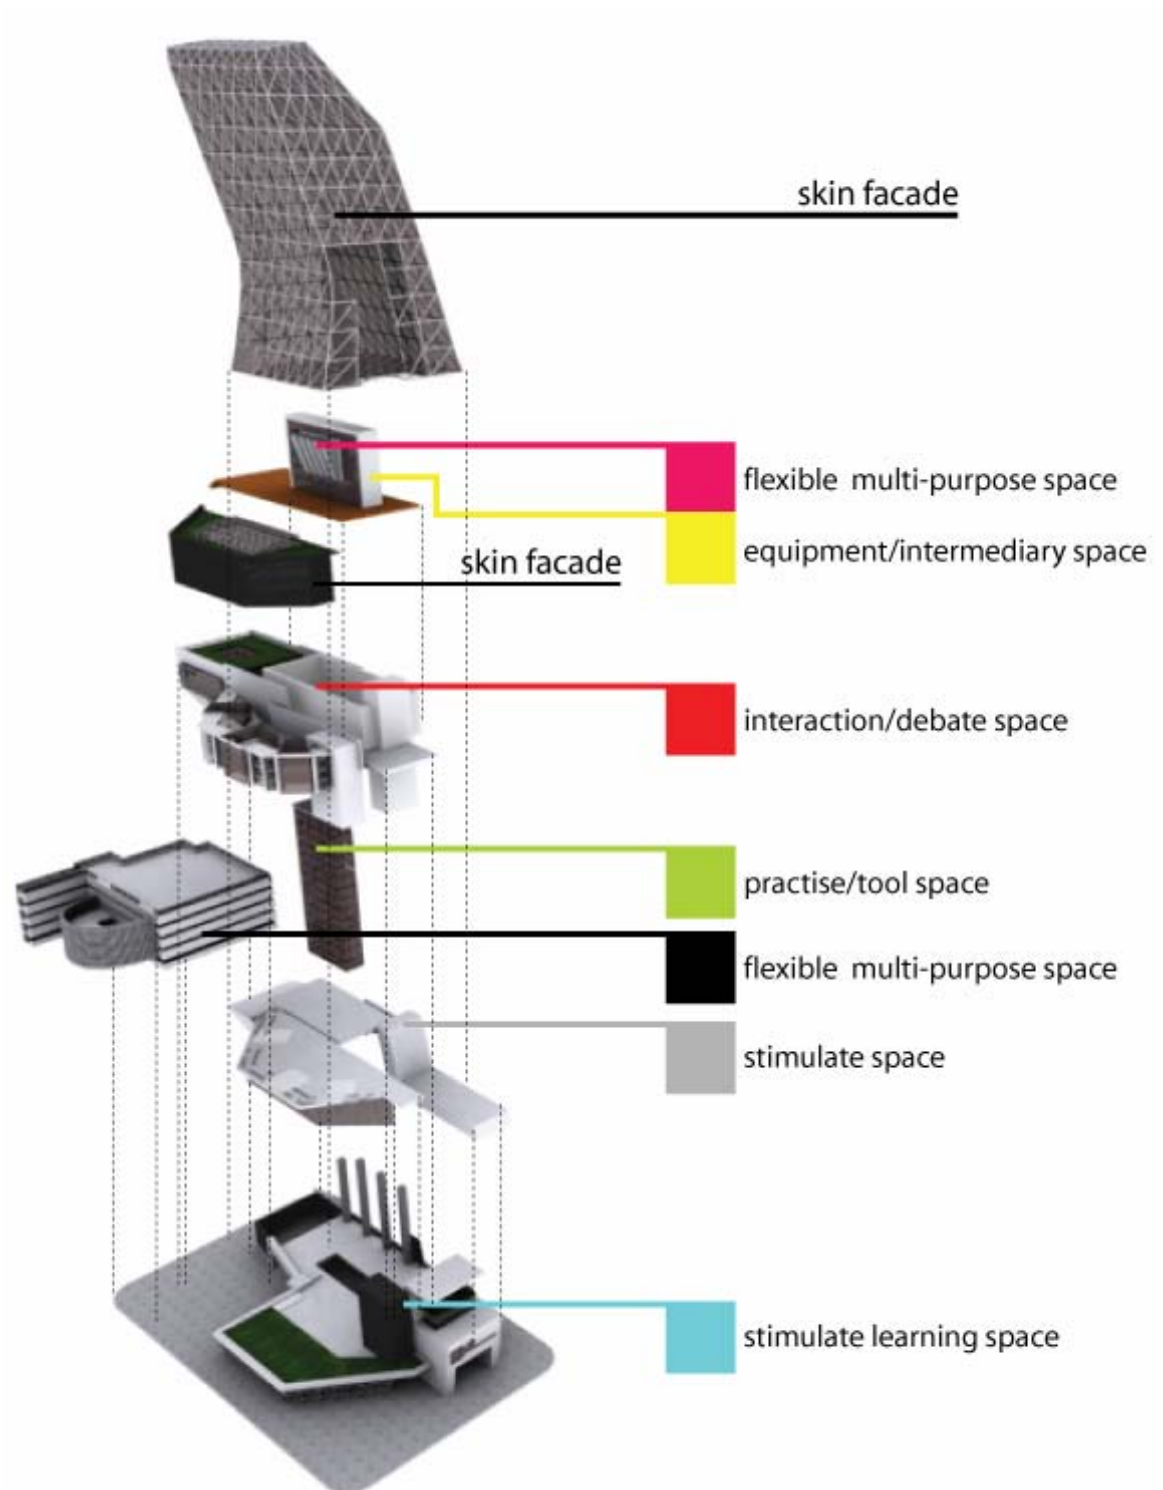 skin facade
flexible multi-purpose space
equipment/intermediary space
skin facade
interaction/debate space
practise/tool space
flexible multi-purpose space
stimulate space
stimulate learning space